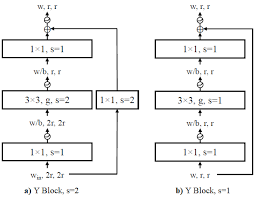 w, r, r
1×1, s=1
w/b, r, r
3×3, g, s=2
1×1, s=2
w/b, 2r, 2r
1×1, s=1
w_in, 2r, 2r
a) Y Block, s=2
w, r, r
1×1, s=1
w/b, r, r
3×3, g, s=1
w/b, r, r
1×1, s=1
w, r, r
b) Y Block, s=1